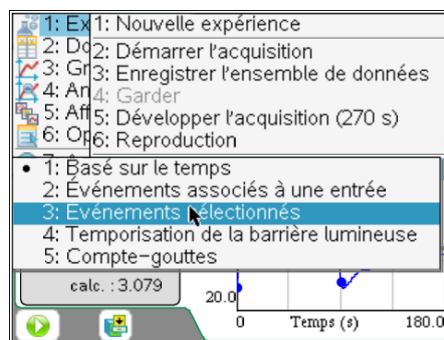 1: Ex
2: Do
3: Gr
4: An
5: Aff
6: Op
1: Nouvelle expérience
2: Démarrer l'acquisition
3: Enregistrer l'ensemble de données
4: Garder
5: Développer l'acquisition (270 s)
6: Reproduction
1: Basé sur le temps
2: Événements associés à une entrée
3: Evénements sélectionnés
4: Temporisation de la barrière lumineuse
5: Compte-gouttes
calc. : 3.079
20.0
0 Temps (s) 180.0